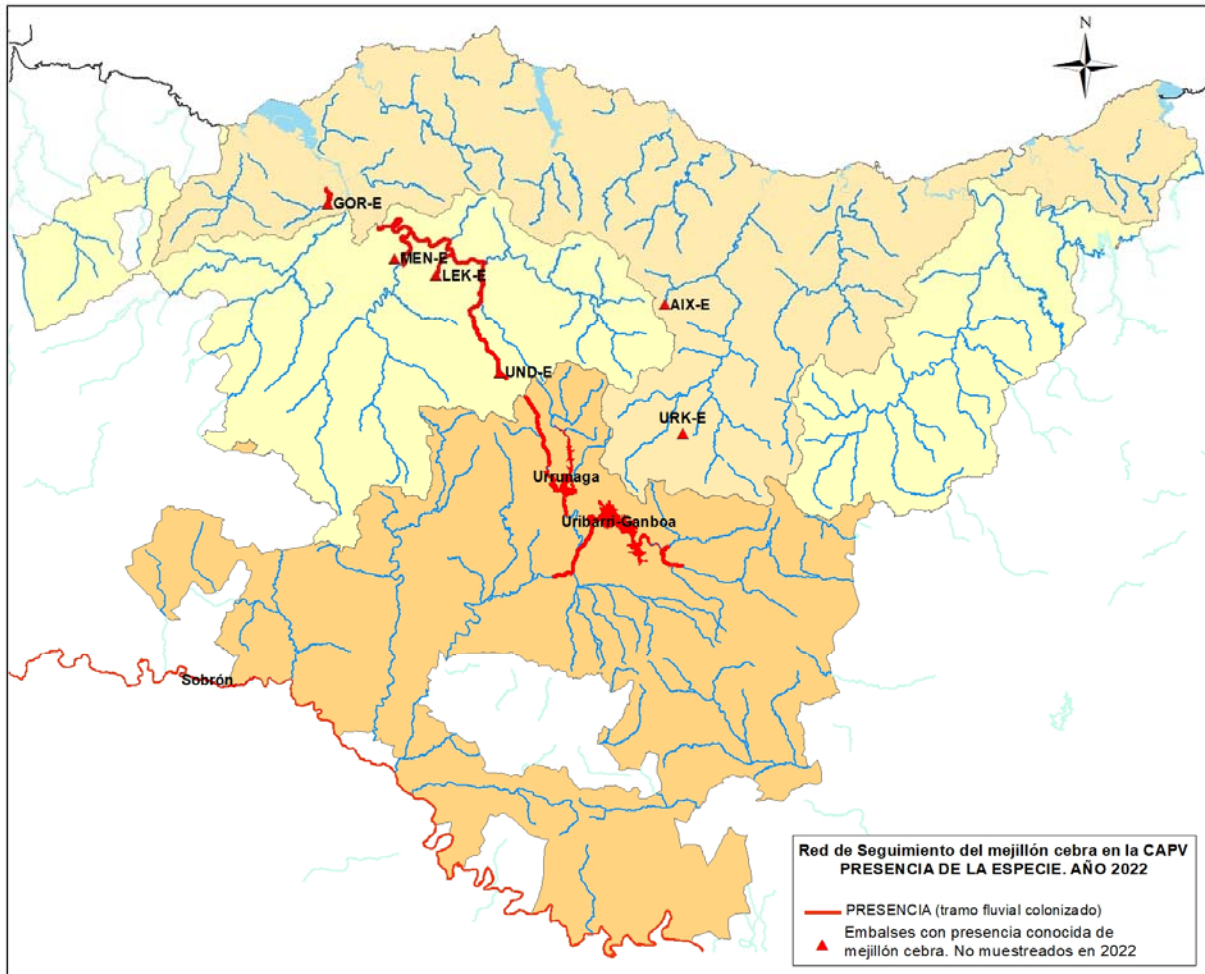 N
GOR-E
MEN-E
LEK-E
AIX-E
UND-E
URK-E
Urrunaga
Uribarri-Ganboa
Sobrón
Red de Seguimiento del mejillón cebra en la CAPV
PRESENCIA DE LA ESPECIE. AÑO 2022
PRESENCIA (tramo fluvial colonizado)
Embalses con presencia conocida de
mejillón cebra. No muestreados en 2022